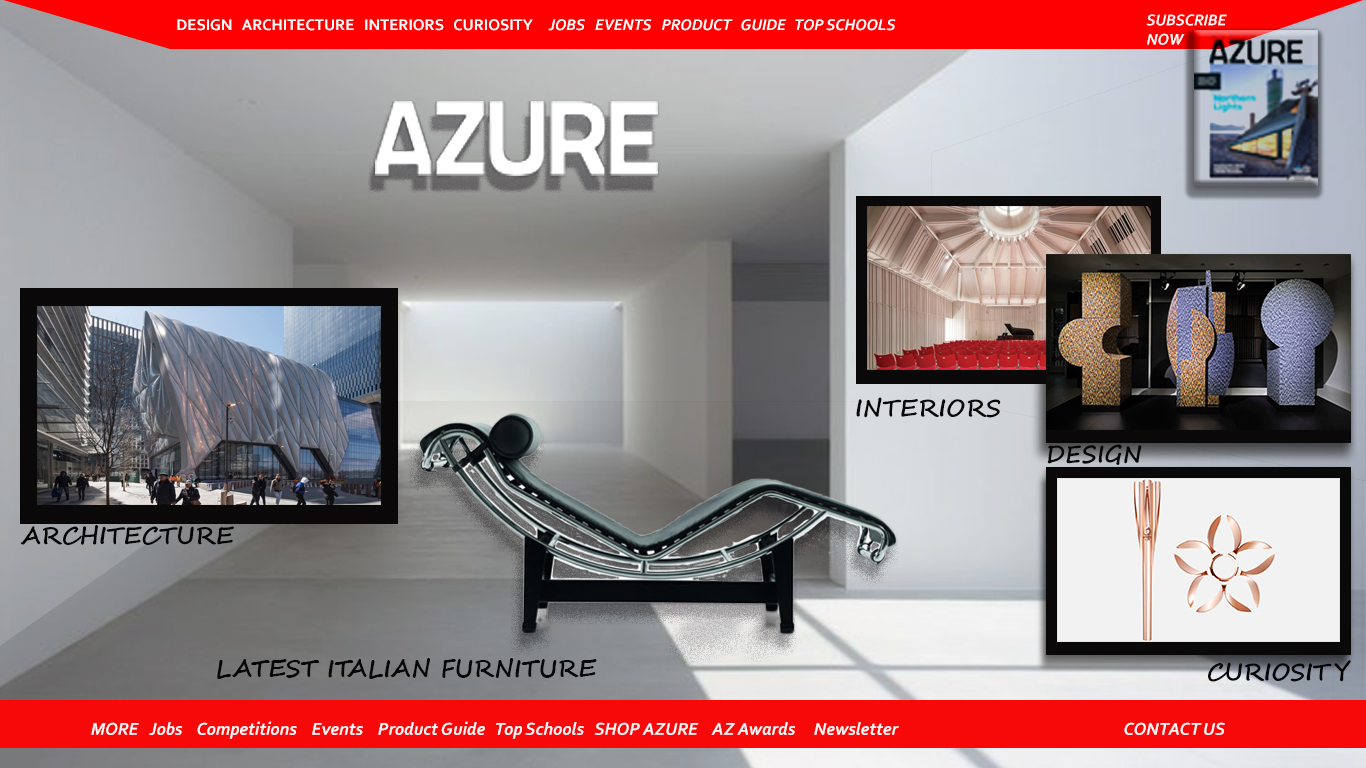 DESIGN ARCHITECTURE INTERIORS CURIOSITY JOBS EVENTS PRODUCT GUIDE TOP SCHOOLS
SUBSCRIBE
NOW
AZURE
Northern
Lights
AZURE
INTERIORS
DESIGN
ARCHITECTURE
LATEST ITALIAN FURNITURE
CURIOSITY
MORE Jobs Competitions Events Product Guide Top Schools SHOP AZURE AZ Awards Newsletter
CONTACT US